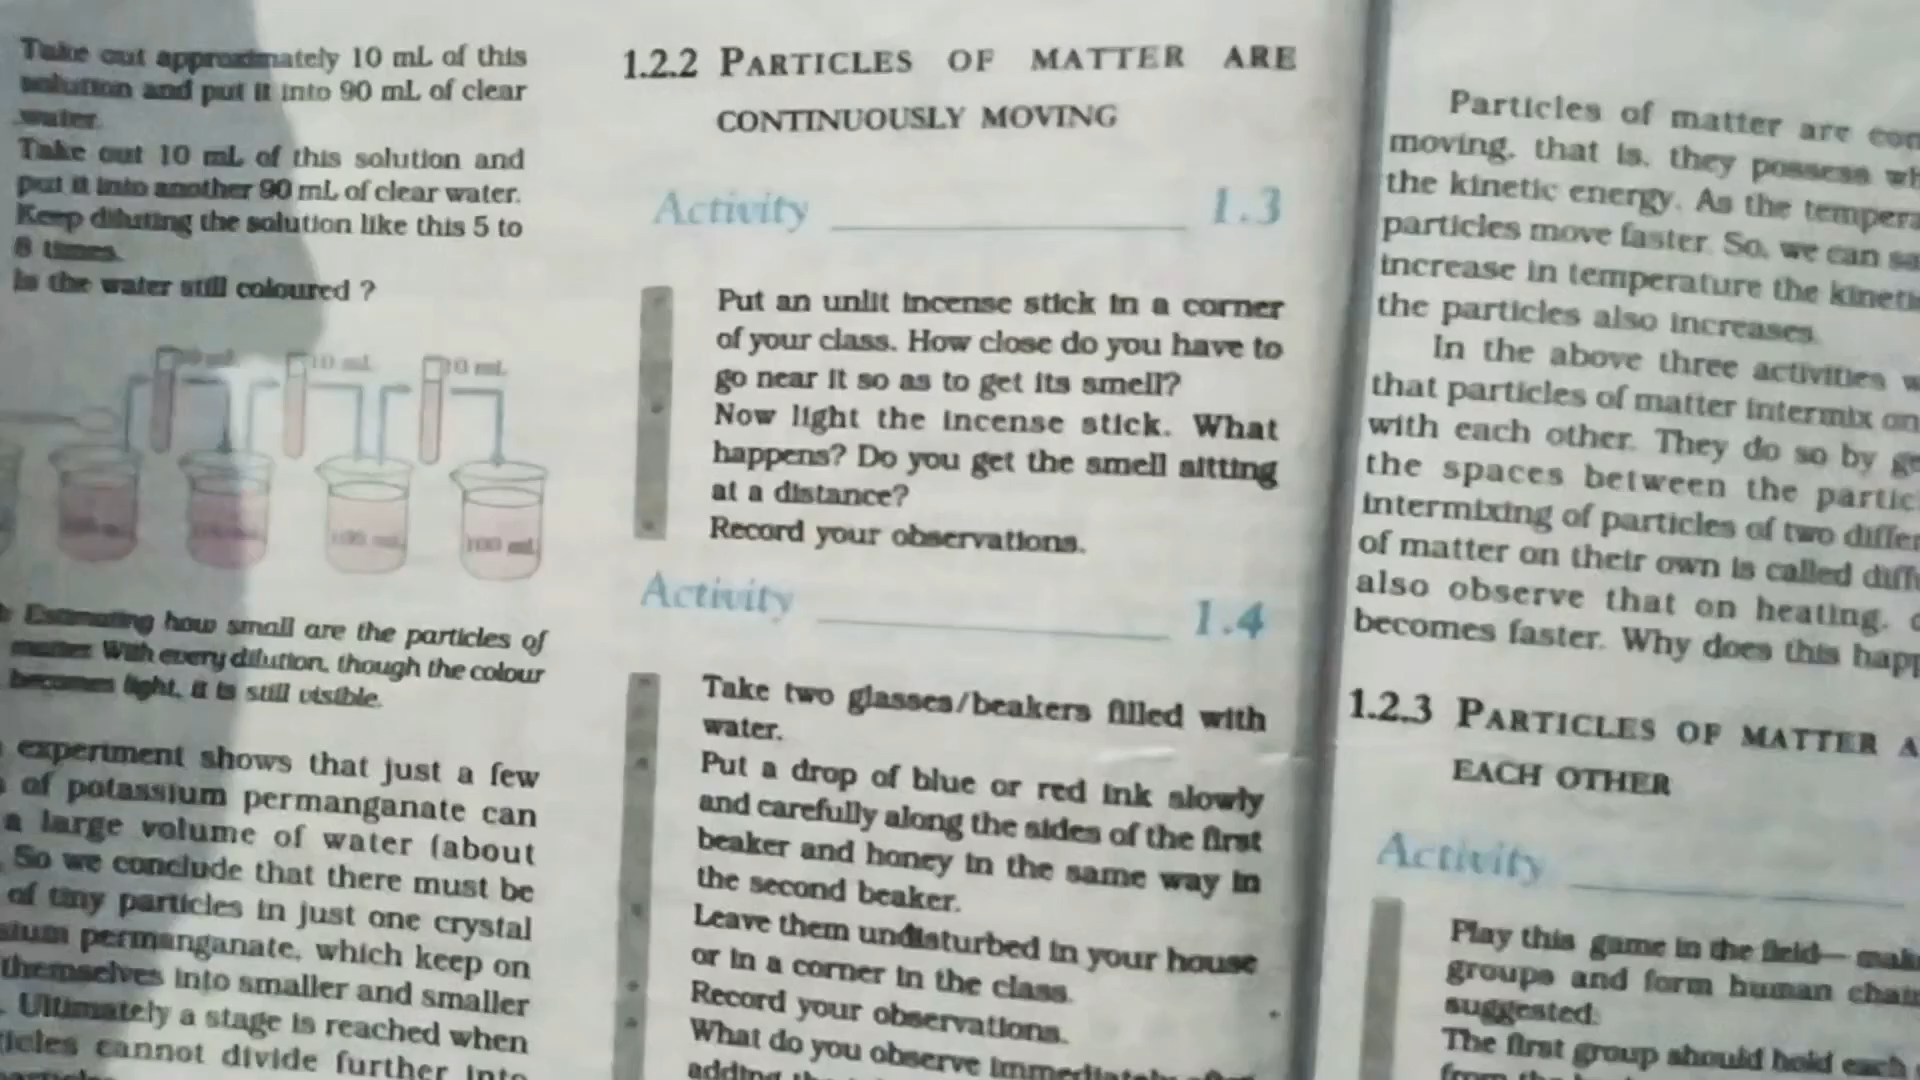 Take out approximately 10 mL of this
solution and put it into 90 mL of clear
water.
Take out 10 mL of this solution and
put it into another 90 mL of clear water.
Keep diluting the solution like this 5 to
8 times.
Is the water still coloured ?
10 mL
10 mL
100 mL
100 mL
Estimating how small are the particles of
matter. With every dilution, though the colour
becomes light, it is still visible.
experiment shows that just a few
of potassium permanganate can
a large volume of water (about
So we conclude that there must be
of tiny particles in just one crystal
permanganate, which keep on
themselves into smaller and smaller
Ultimately a stage is reached when
cannot divide further into
1.2.2 PARTICLES OF MATTER ARE
CONTINUOUSLY MOVING
Activity 1.3
Put an unlit incense stick in a corner
of your class. How close do you have to
go near it so as to get its smell?
Now light the incense stick. What
happens? Do you get the smell sitting
at a distance?
Record your observations.
Activity 1.4
Take two glasses/beakers filled with
water.
Put a drop of blue or red ink slowly
and carefully along the sides of the first
beaker and honey in the same way in
the second beaker.
Leave them undisturbed in your house
or in a corner in the class.
Record your observations.
What do you observe immediately
adding
Particles of matter are
moving, that is, they possess
the kinetic energy. As the
particles move faster. So, we can
increase in temperature the
the particles also increases.
In the above three activities
that particles of matter intermix
with each other. They do so by
the spaces between the
intermixing of particles of two
of matter on their own is called
also observe that on heating,
becomes faster. Why does this
1.2.3 PARTICLES OF MATTER
EACH OTHER
Activity
Play this game in the field—
groups and form human
suggested:
The first group should hold each